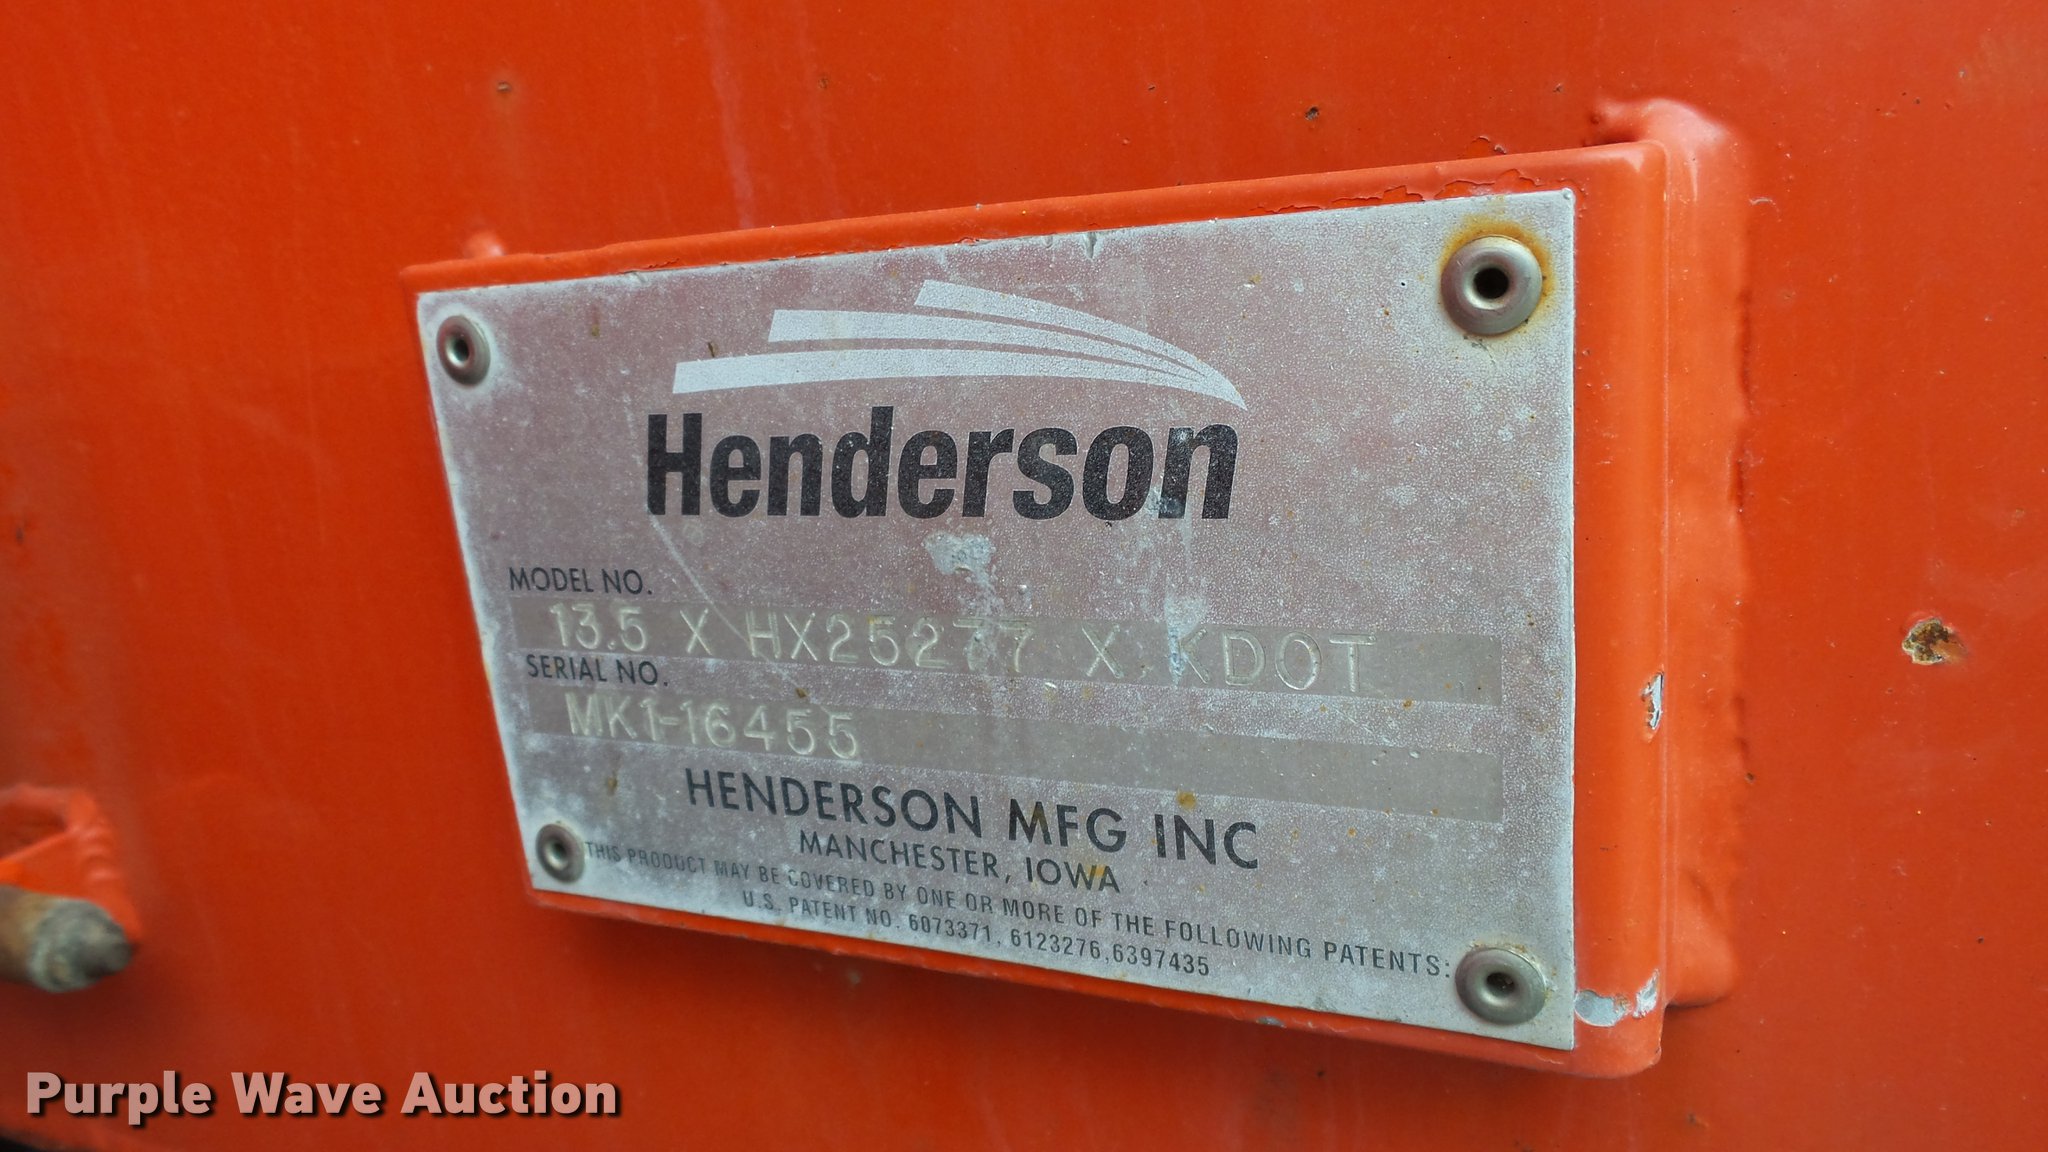 Henderson
MODEL NO.
13.5 X HX25277 X KDOT
SERIAL NO.
MK1-16455
HENDERSON MFG INC
MANCHESTER, IOWA
THIS PRODUCT MAY BE COVERED BY ONE OR MORE OF THE FOLLOWING PATENTS:
U.S. PATENT NO. 6073371, 6123276,6397435
Purple Wave Auction